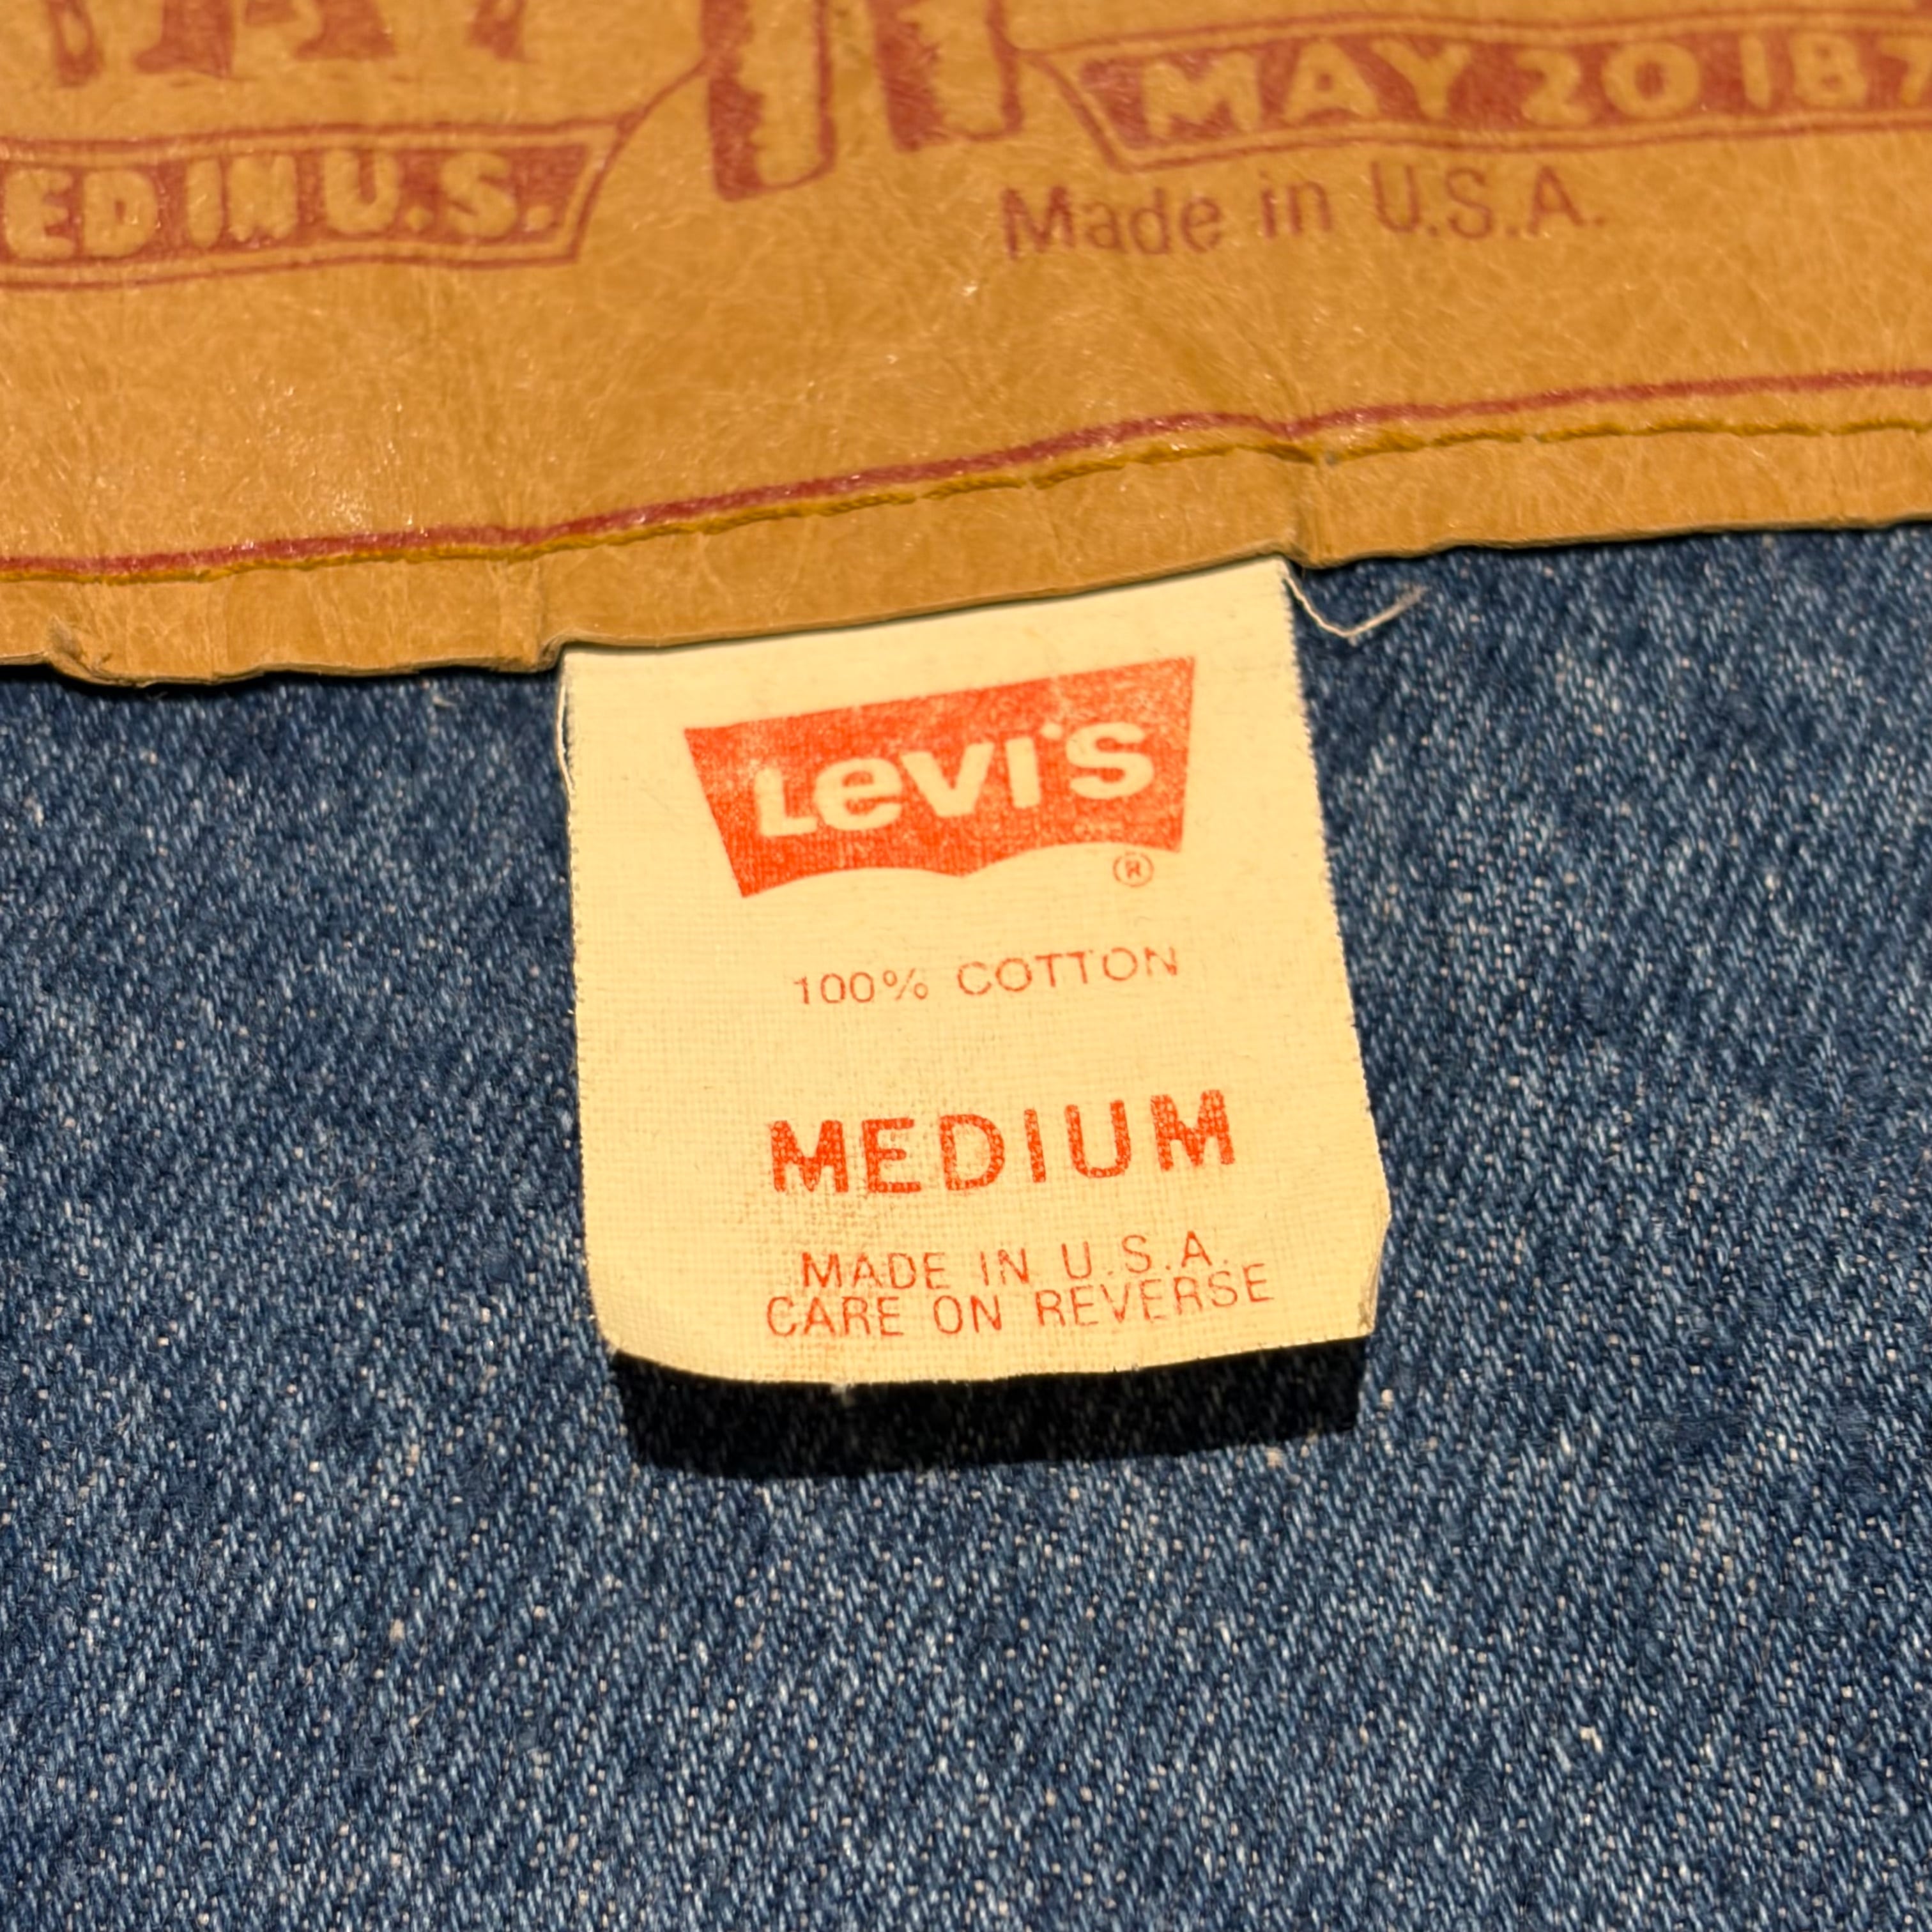 MAY 20 187
ED IN U.S.
Made in U.S.A.
LEVI'S
®
100% COTTON
MEDIUM
MADE IN U.S.A.
CARE ON REVERSE